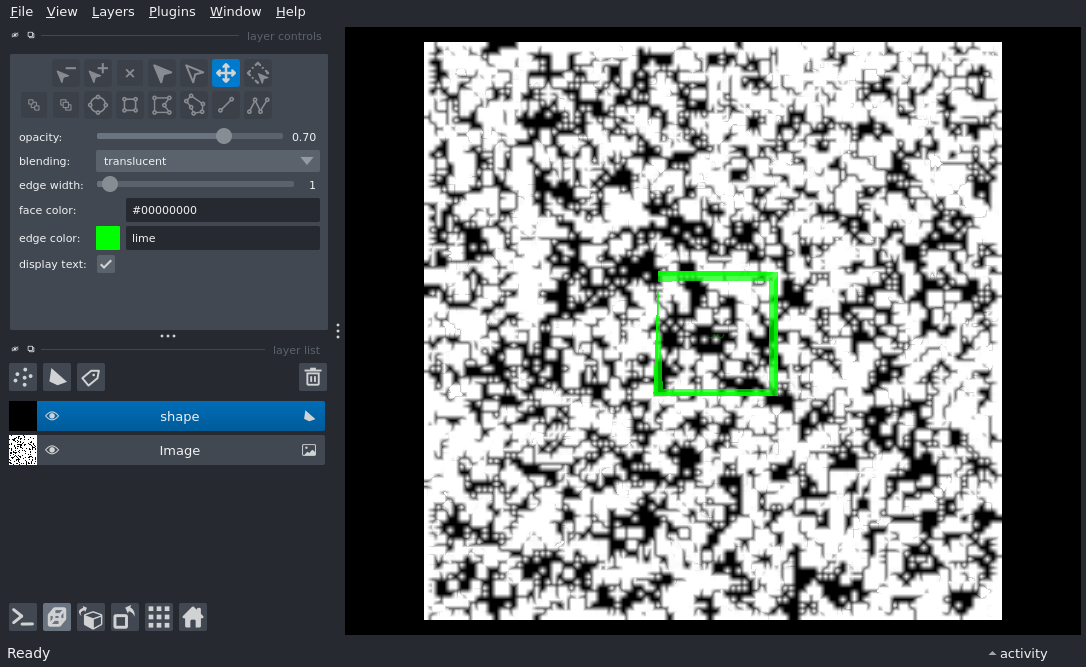 File View Layers Plugins Window Help
layer controls
opacity: 0.70
blending: translucent
edge width: 1
face color: #00000000
edge color: lime
display text:
layer list
shape
Image
Ready activity